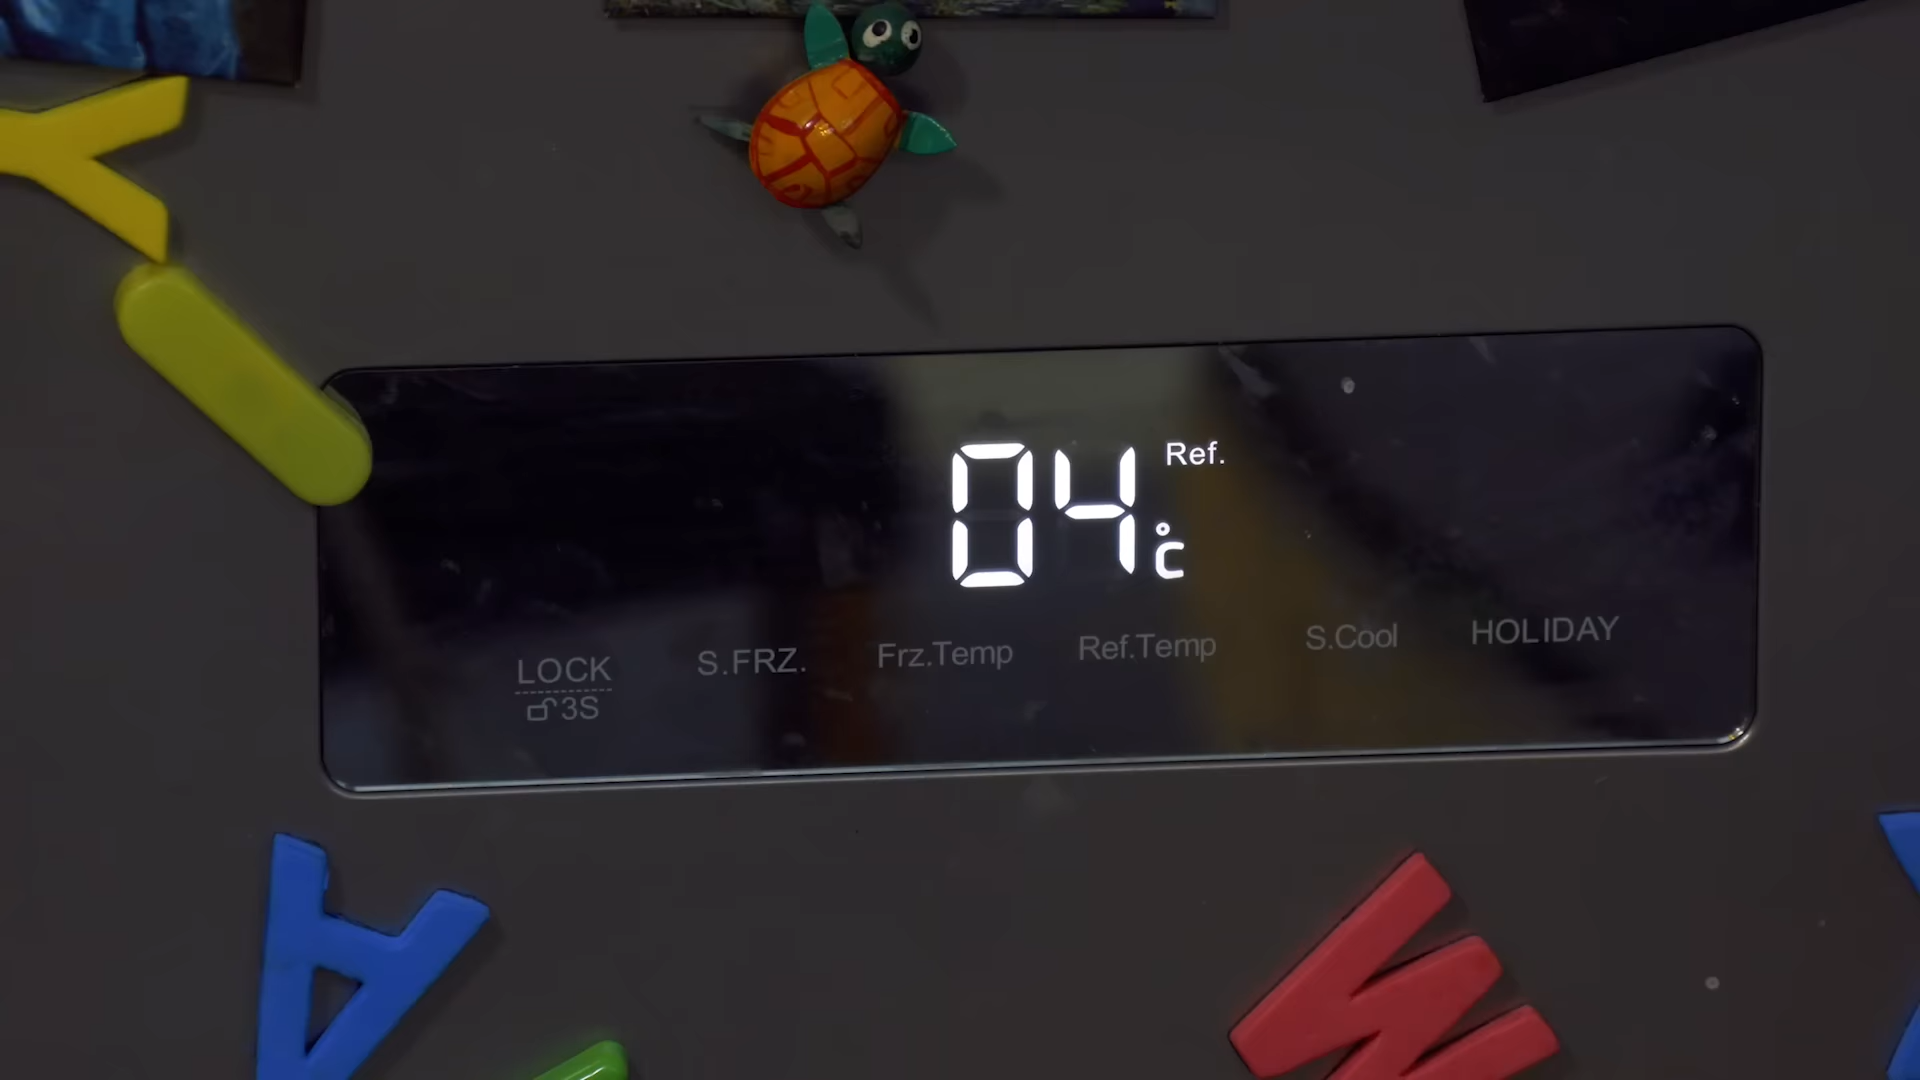 Y
04 °C Ref.
LOCK S.FRZ. Frz.Temp Ref.Temp S.Cool HOLIDAY
3S
A
W